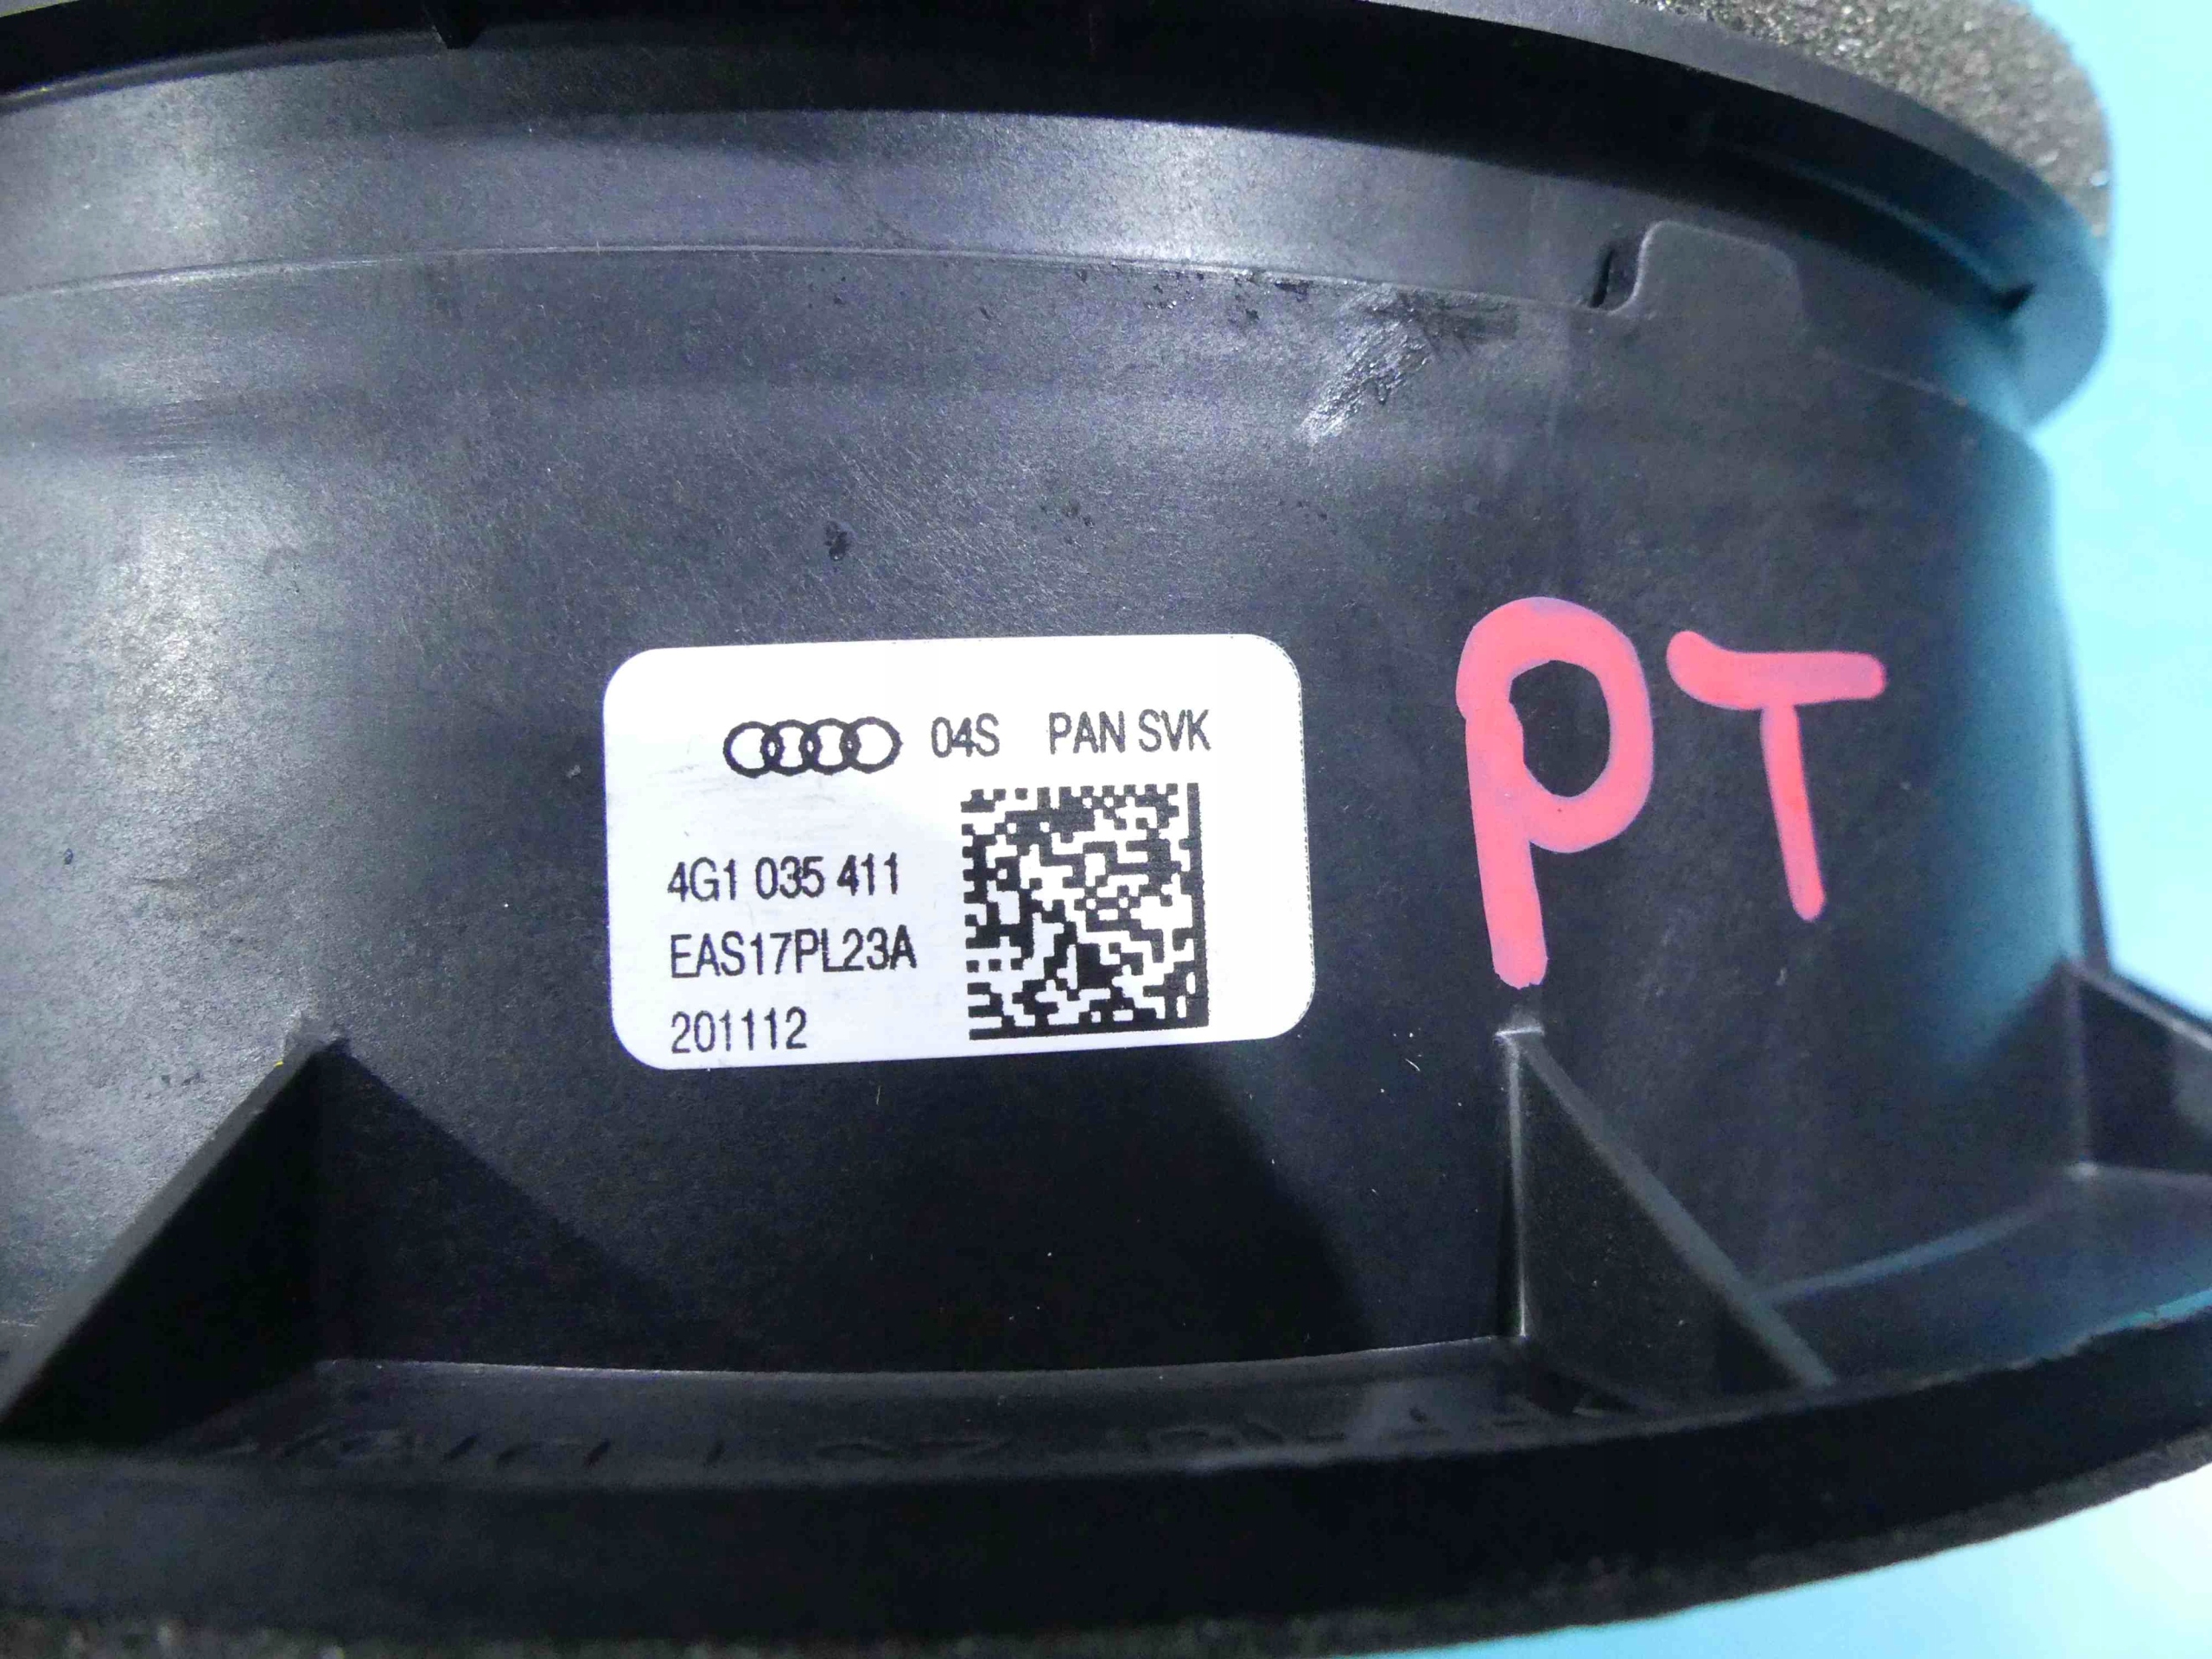 04S PAN SVK
4G1 035 411
EAS17PL23A
201112
PT